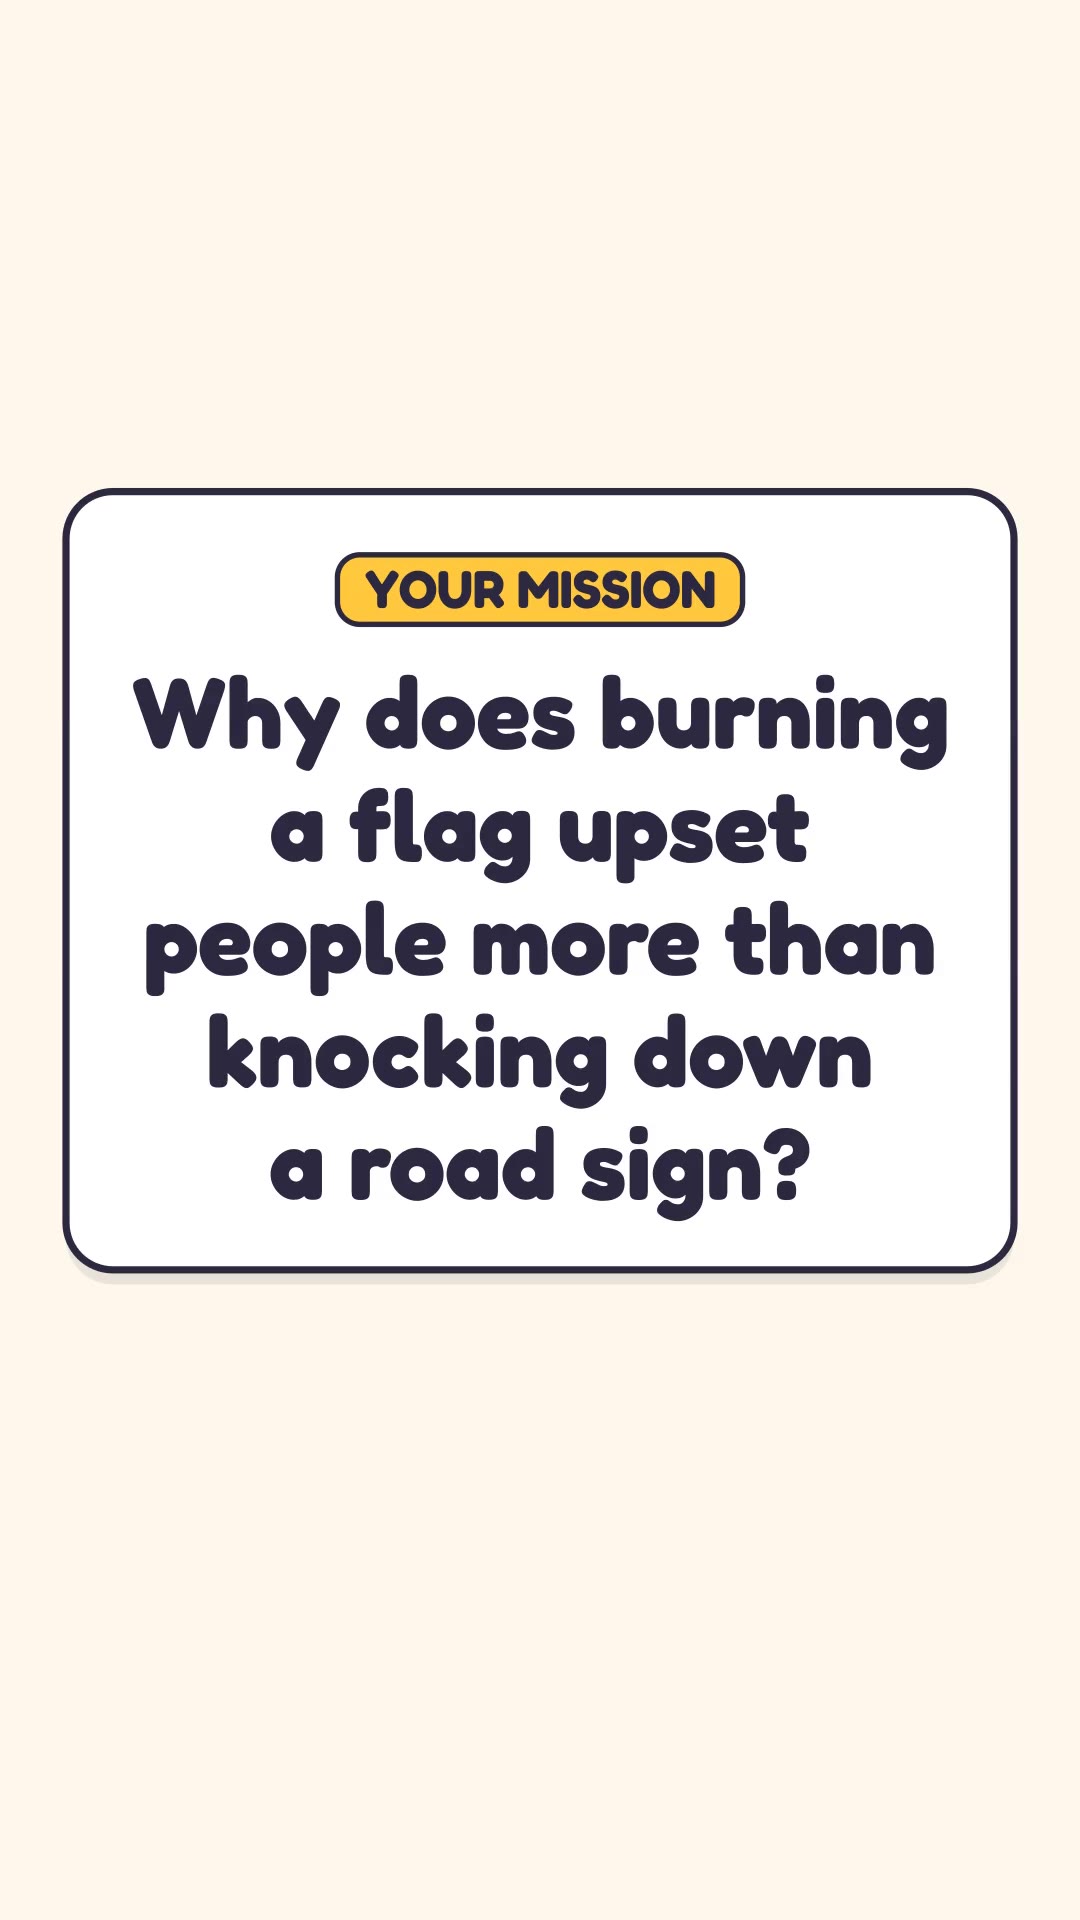 YOUR MISSION
Why does burning
a flag upset
people more than
knocking down
a road sign?